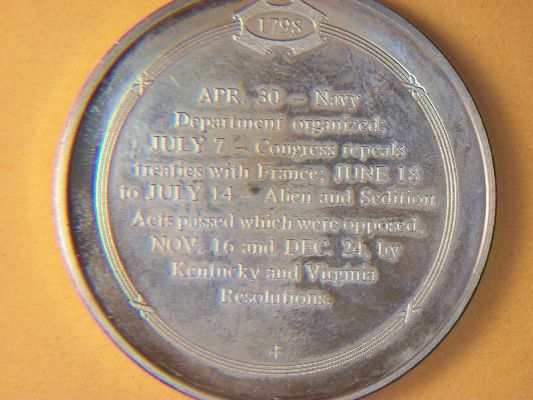 1798
APR. 30 – Navy
Department organized;
JULY 7 – Congress repeals
treaties with France; JUNE 18
to JULY 14 – Alien and Sedition
Acts passed which were opposed,
NOV. 16 and DEC. 24, by
Kentucky and Virginia
Resolutions.